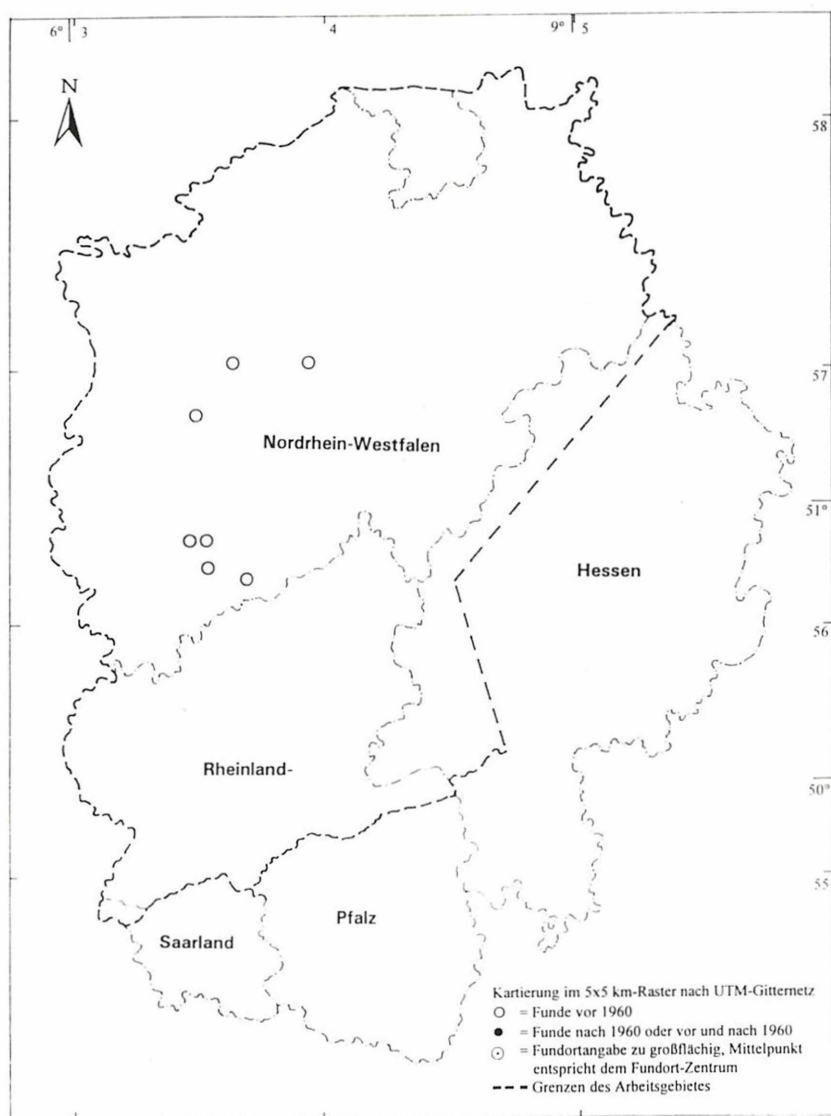 6° 3 4 9° 5
N
58
57
Nordrhein-Westfalen
51°
Hessen
56
Rheinland-
50°
55
Pfalz
Saarland
Kartierung im 5x5 km-Raster nach UTM-Gitternetz
○ = Funde vor 1960
● = Funde nach 1960 oder vor und nach 1960
⊙ = Fundortangabe zu großflächig, Mittelpunkt
entspricht dem Fundort-Zentrum
--- Grenzen des Arbeitsgebietes